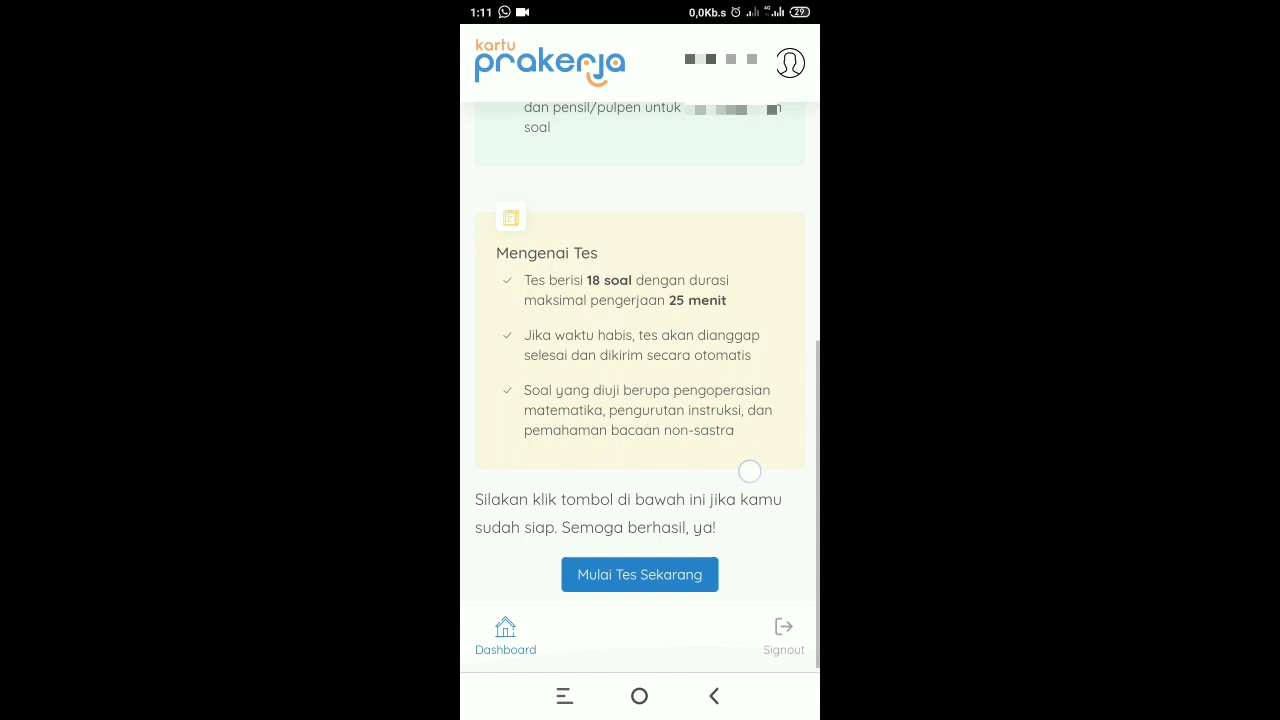 1:11
0,0Kb.s 4G 29
kartu
prakerja
dan pensil/pulpen untuk
soal
Mengenai Tes
Tes berisi 18 soal dengan durasi
maksimal pengerjaan 25 menit
Jika waktu habis, tes akan dianggap
selesai dan dikirim secara otomatis
Soal yang diuji berupa pengoperasian
matematika, pengurutan instruksi, dan
pemahaman bacaan non-sastra
Silakan klik tombol di bawah ini jika kamu
sudah siap. Semoga berhasil, ya!
Mulai Tes Sekarang
Dashboard
Signout